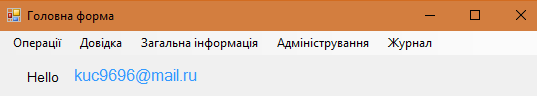 Головна форма
Операції Довідка Загальна інформація Адміністрування Журнал
Hello kuc9696@mail.ru